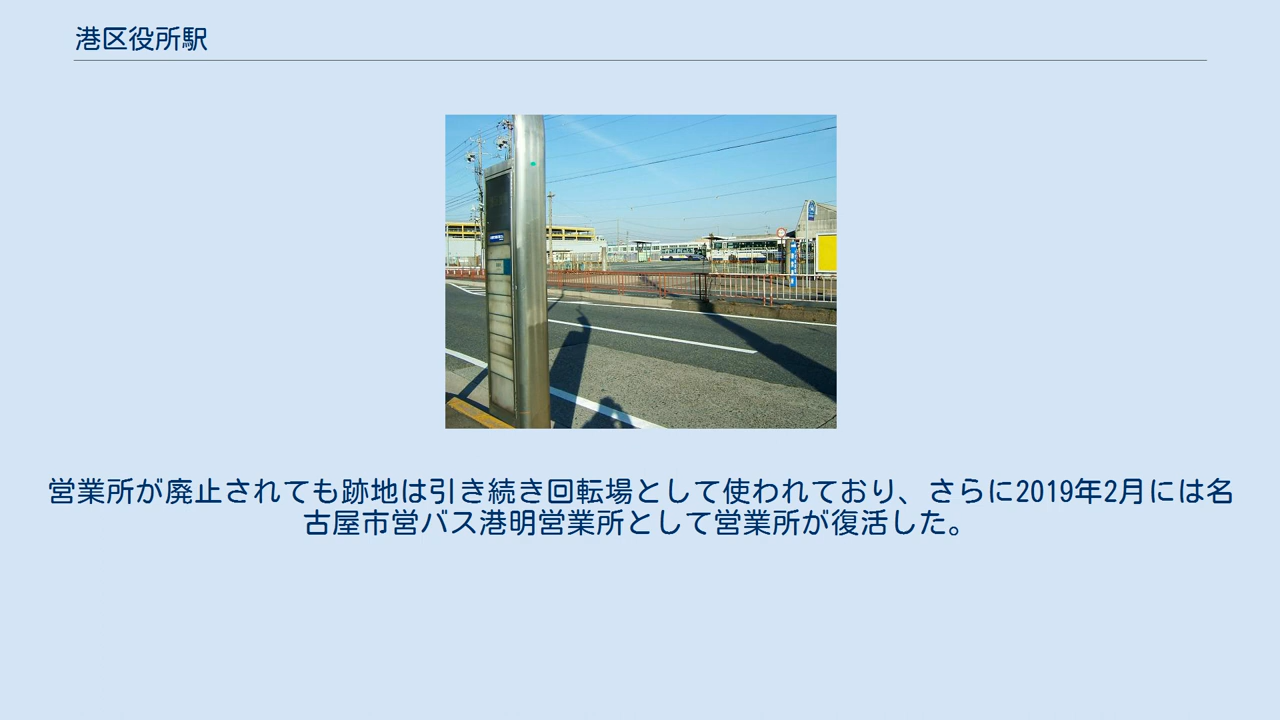 港区役所駅
営業所が廃止されても跡地は引き続き回転場として使われており、さらに2019年2月には名
古屋市営バス港明営業所として営業所が復活した。